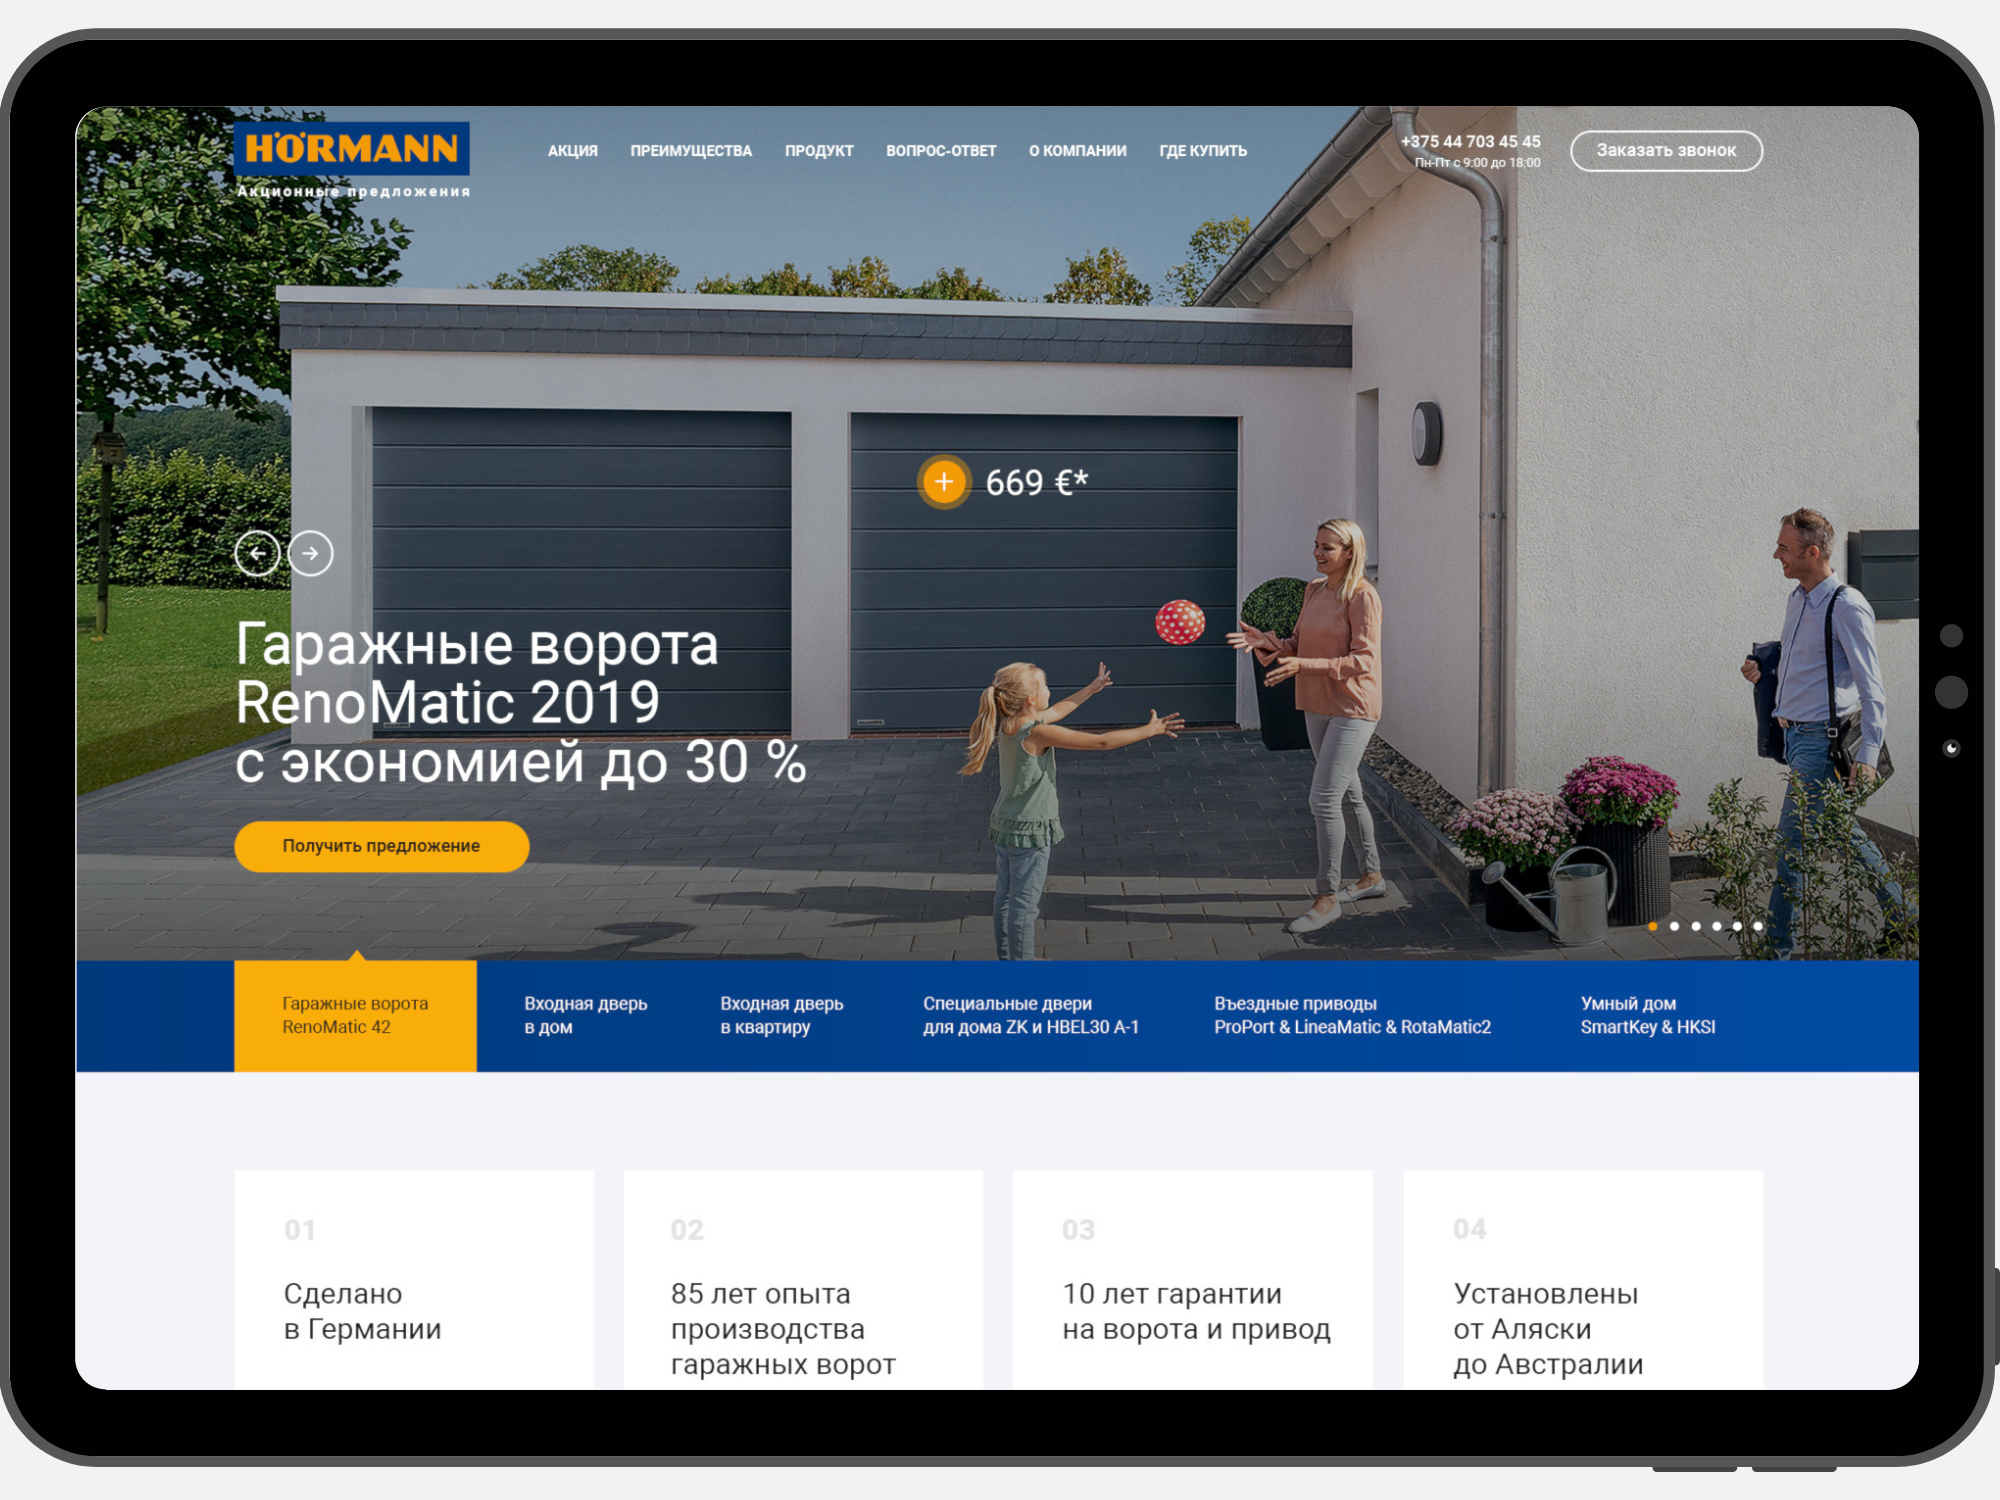 HÖRMANN
Акционные предложения
АКЦИЯ ПРЕИМУЩЕСТВА ПРОДУКТ ВОПРОС-ОТВЕТ О КОМПАНИИ ГДЕ КУПИТЬ
+375 44 703 45 45
Пн-Пт с 9:00 до 18:00
Заказать звонок
669 €*
Гаражные ворота
RenoMatic 2019
с экономией до 30 %
Получить предложение
Гаражные ворота
RenoMatic 42
Входная дверь
в дом
Входная дверь
в квартиру
Специальные двери
для дома ZK и HBEL30 A-1
Въездные приводы
ProPort & LineaMatic & RotaMatic2
Умный дом
SmartKey & HKSI
01
Сделано
в Германии
02
85 лет опыта
производства
гаражных ворот
03
10 лет гарантии
на ворота и привод
04
Установлены
от Аляски
до Австралии